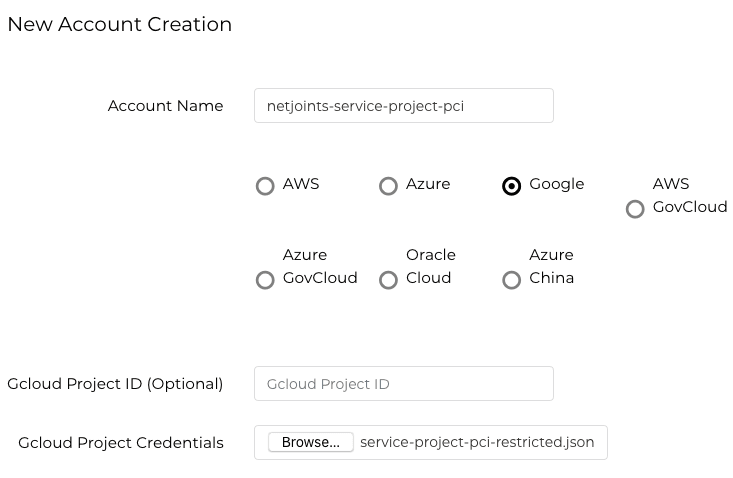 New Account Creation
Account Name netjoints-service-project-pci
AWS Azure Google AWS GovCloud
Azure GovCloud Oracle Cloud Azure China
Gcloud Project ID (Optional) Gcloud Project ID
Gcloud Project Credentials Browse... service-project-pci-restricted.json